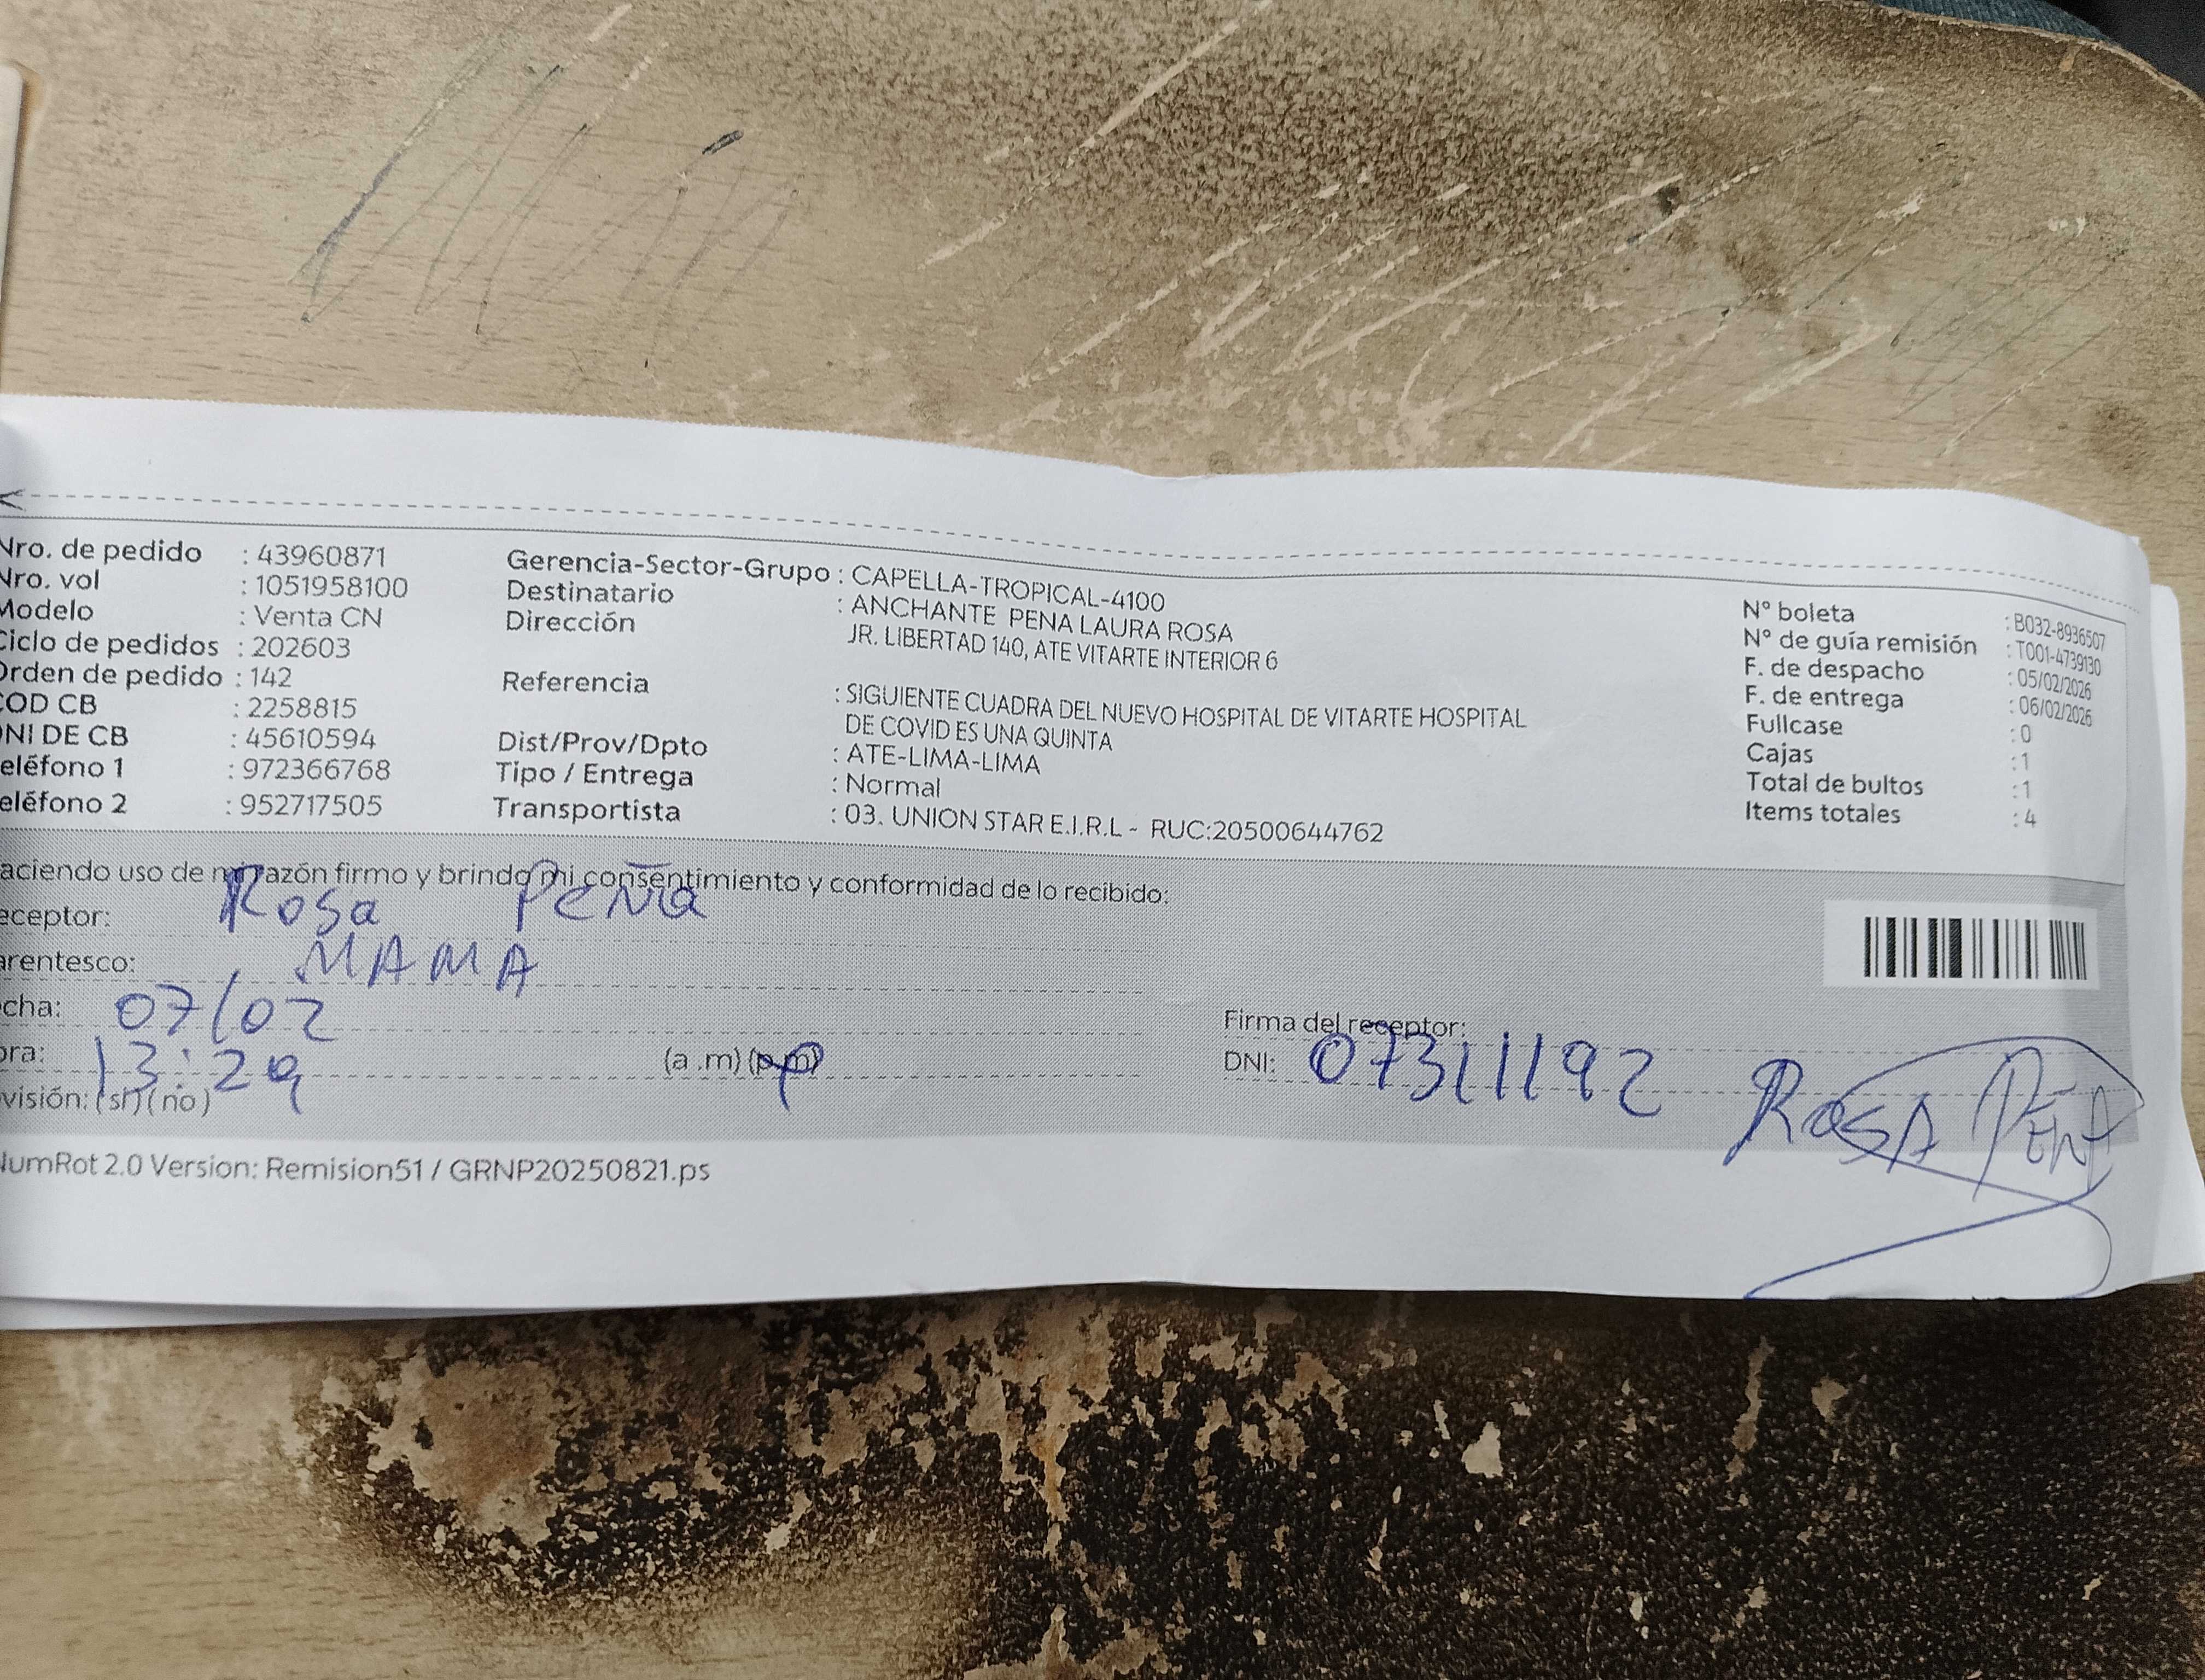 Nro. de pedido : 43960871
Nro. vol : 1051958100
Modelo : Venta CN
Ciclo de pedidos : 202603
Orden de pedido : 142
COD CB : 2258815
DNI DE CB : 45610594
eléfono 1 : 972366768
eléfono 2 : 952717505
Gerencia-Sector-Grupo : CAPELLA-TROPICAL-4100
Destinatario : ANCHANTE PENA LAURA ROSA
Dirección JR. LIBERTAD 140, ATE VITARTE INTERIOR 6
Referencia : SIGUIENTE CUADRA DEL NUEVO HOSPITAL DE VITARTE HOSPITAL
DE COVID ES UNA QUINTA
Dist/Prov/Dpto : ATE-LIMA-LIMA
Tipo / Entrega : Normal
Transportista : 03. UNION STAR E.I.R.L - RUC:20500644762
N° boleta : B032-8936507
N° de guía remisión : T001-4739130
F. de despacho : 05/02/2026
F. de entrega : 06/02/2026
Fullcase : 0
Cajas : 1
Total de bultos : 1
Items totales : 4
aciendo uso de mi razón firmo y brindo mi consentimiento y conformidad de lo recibido:
eceptor: Rosa Peña
arentesco: MAMA
cha: 07/02
ora: 13:29 (a .m) (p.m)
visión: (si) (no)
Firma del receptor:
DNI: 07311192 ROSA PEÑA
NumRot 2.0 Version: Remision51 / GRNP20250821.ps